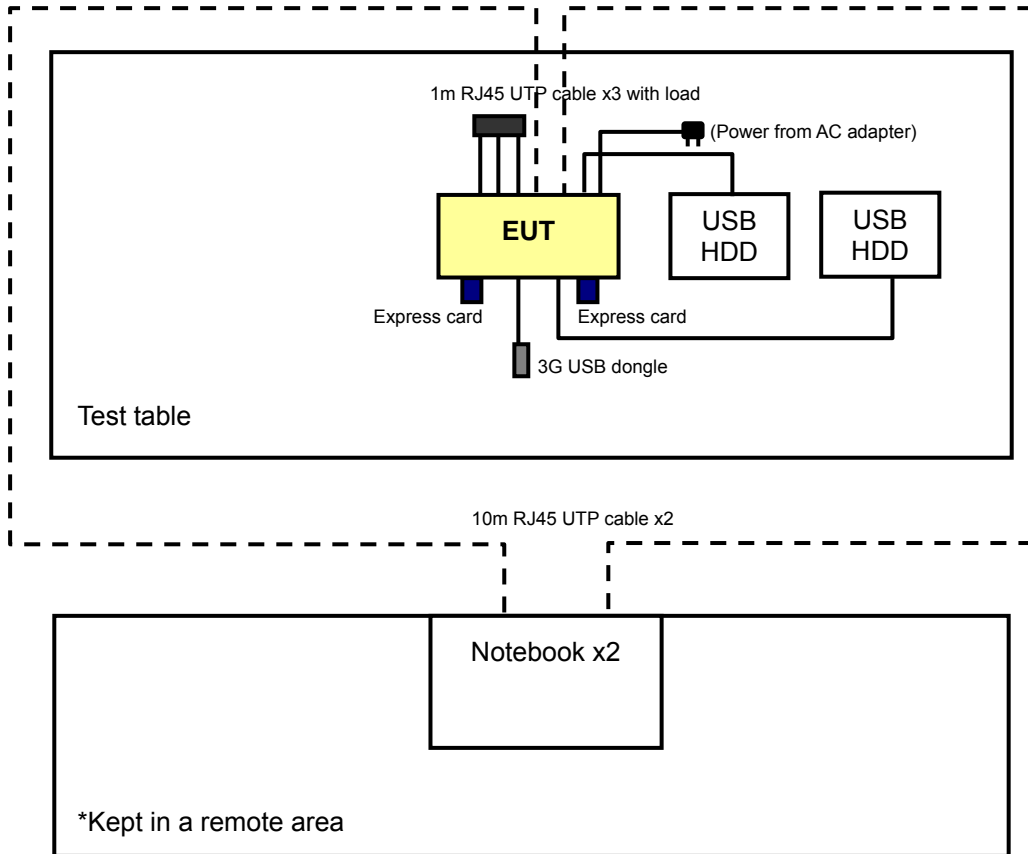 1m RJ45 UTP cable x3 with load
(Power from AC adapter)
EUT
USB
HDD
USB
HDD
Express card
Express card
3G USB dongle
Test table
10m RJ45 UTP cable x2
Notebook x2
*Kept in a remote area